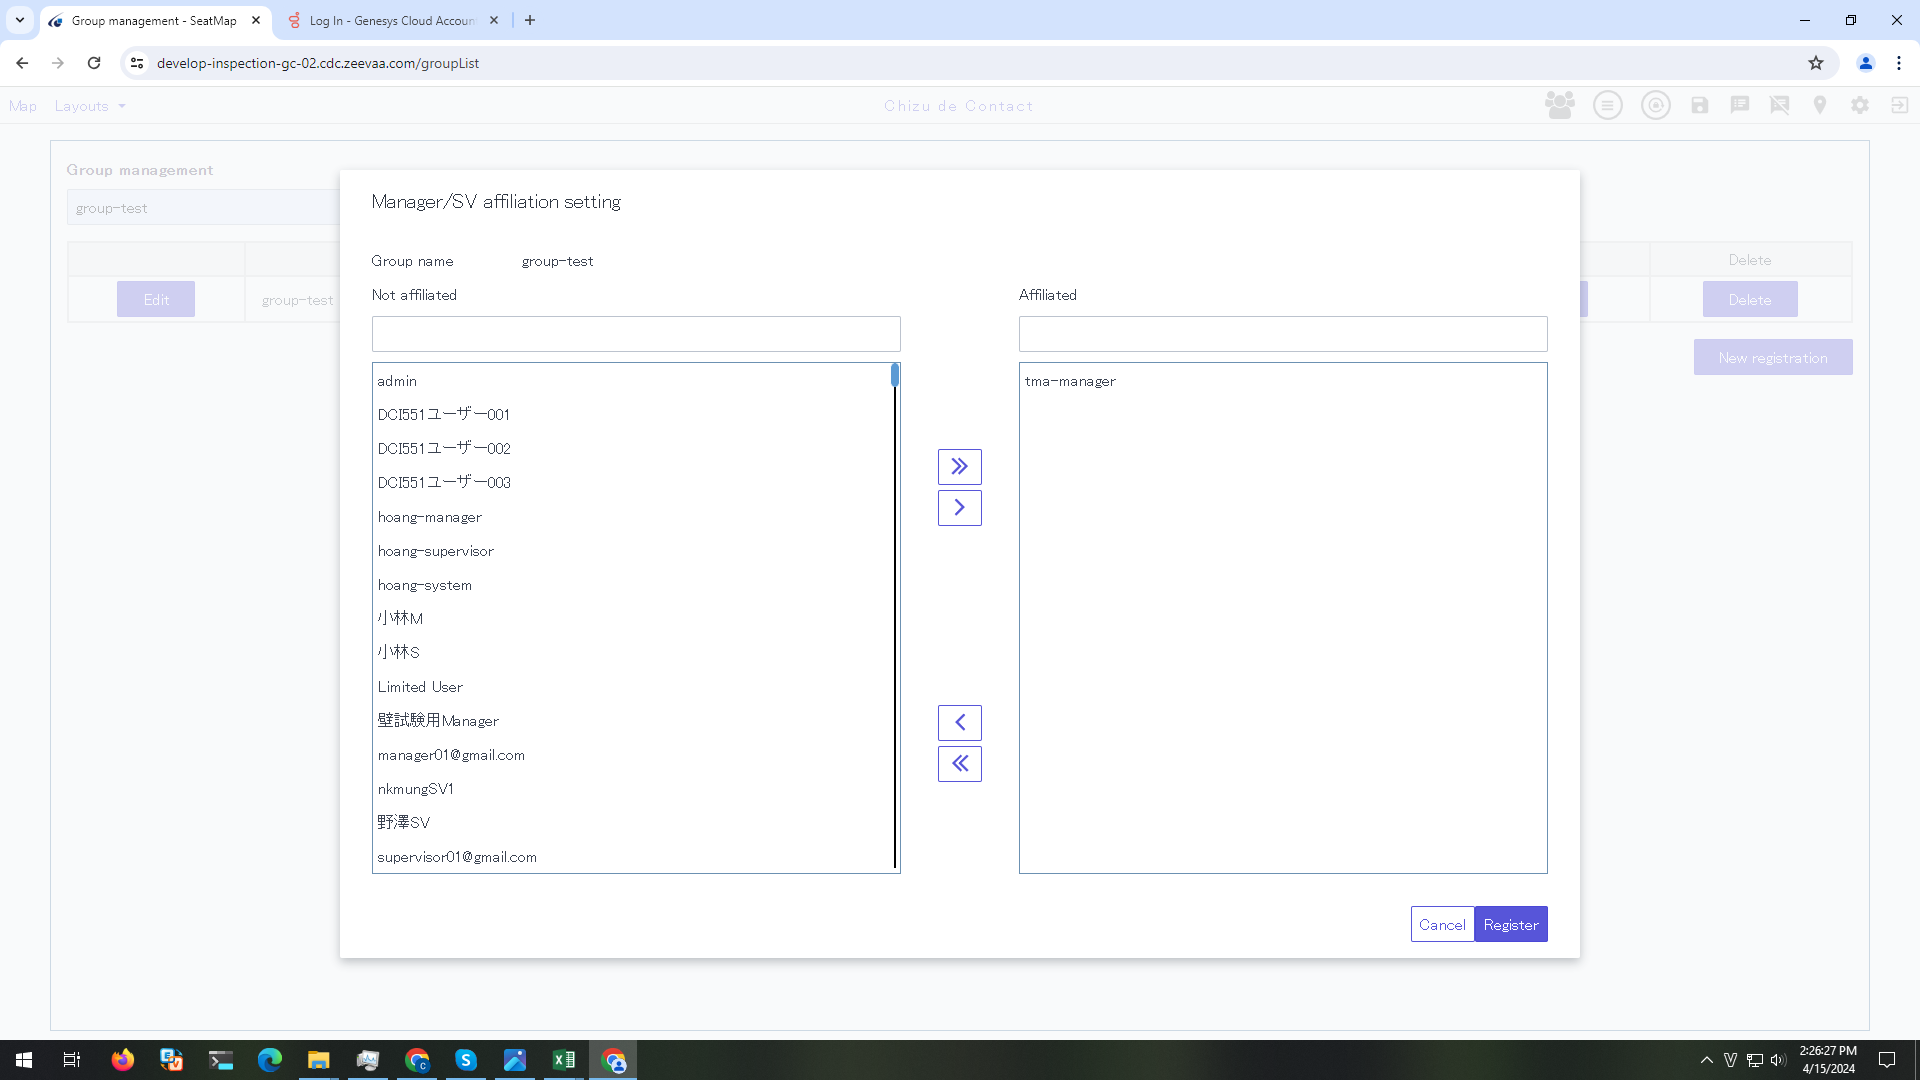 Group management - SeatMap
Log In - Genesys Cloud Accoun
develop-inspection-gc-02.cdc.zeevaa.com/groupList
Map Layouts Chizu de Contact
Group management
group-test
Delete
Edit group-test Delete
New registration
Manager/SV affiliation setting
Group name group-test
Not affiliated
admin
DCI551ユーザー001
DCI551ユーザー002
DCI551ユーザー003
hoang-manager
hoang-supervisor
hoang-system
小林M
小林S
Limited User
壁試験用Manager
manager01@gmail.com
nkmungSV1
野澤SV
supervisor01@gmail.com
Affiliated
tma-manager
Cancel Register
2:26:27 PM
4/15/2024